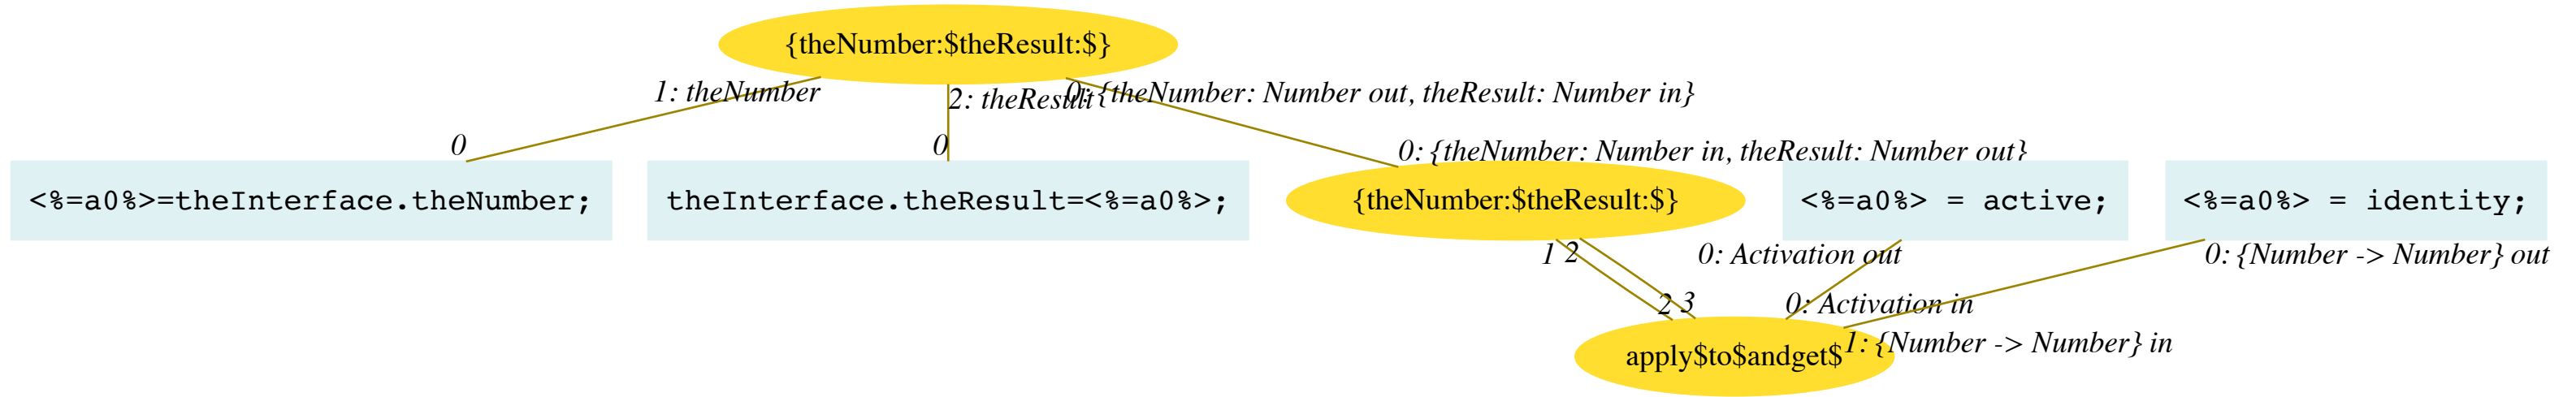 {theNumber:$theResult:$}
1: theNumber
2: theResult
0: {theNumber: Number out, theResult: Number in}
0
0
0: {theNumber: Number in, theResult: Number out}
<%=a0%>=theInterface.theNumber;
theInterface.theResult=<%=a0%>;
{theNumber:$theResult:$}
<%=a0%> = active;
<%=a0%> = identity;
1
2
0: Activation out
0: {Number -> Number} out
2
3
0: Activation in
1: {Number -> Number} in
apply$to$andget$